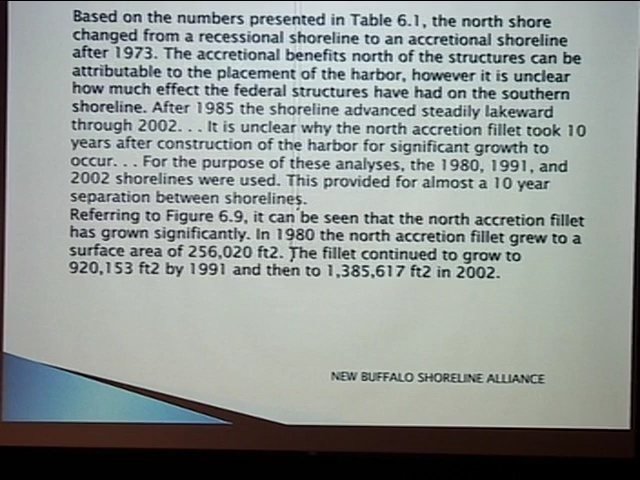 Based on the numbers presented in Table 6.1, the north shore
changed from a recessional shoreline to an accretional shoreline
after 1973. The accretional benefits north of the structures can be
attributable to the placement of the harbor, however it is unclear
how much effect the federal structures have had on the southern
shoreline. After 1985 the shoreline advanced steadily lakeward
through 2002. . . It is unclear why the north accretion fillet took 10
years after construction of the harbor for significant growth to
occur. . . For the purpose of these analyses, the 1980, 1991, and
2002 shorelines were used. This provided for almost a 10 year
separation between shorelines.
Referring to Figure 6.9, it can be seen that the north accretion fillet
has grown significantly. In 1980 the north accretion fillet grew to a
surface area of 256,020 ft2. The fillet continued to grow to
920,153 ft2 by 1991 and then to 1,385,617 ft2 in 2002.
NEW BUFFALO SHORELINE ALLIANCE